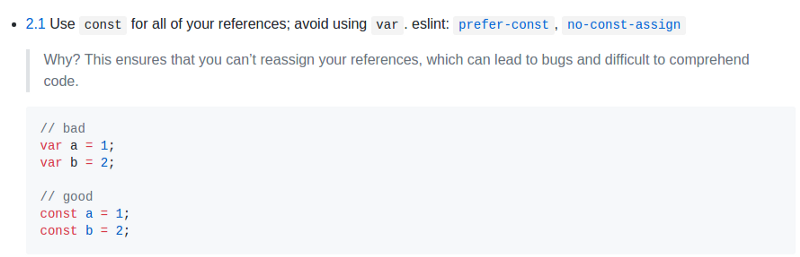 2.1 Use const for all of your references; avoid using var. eslint: prefer-const, no-const-assign
Why? This ensures that you can't reassign your references, which can lead to bugs and difficult to comprehend
code.
// bad
var a = 1;
var b = 2;
// good
const a = 1;
const b = 2;